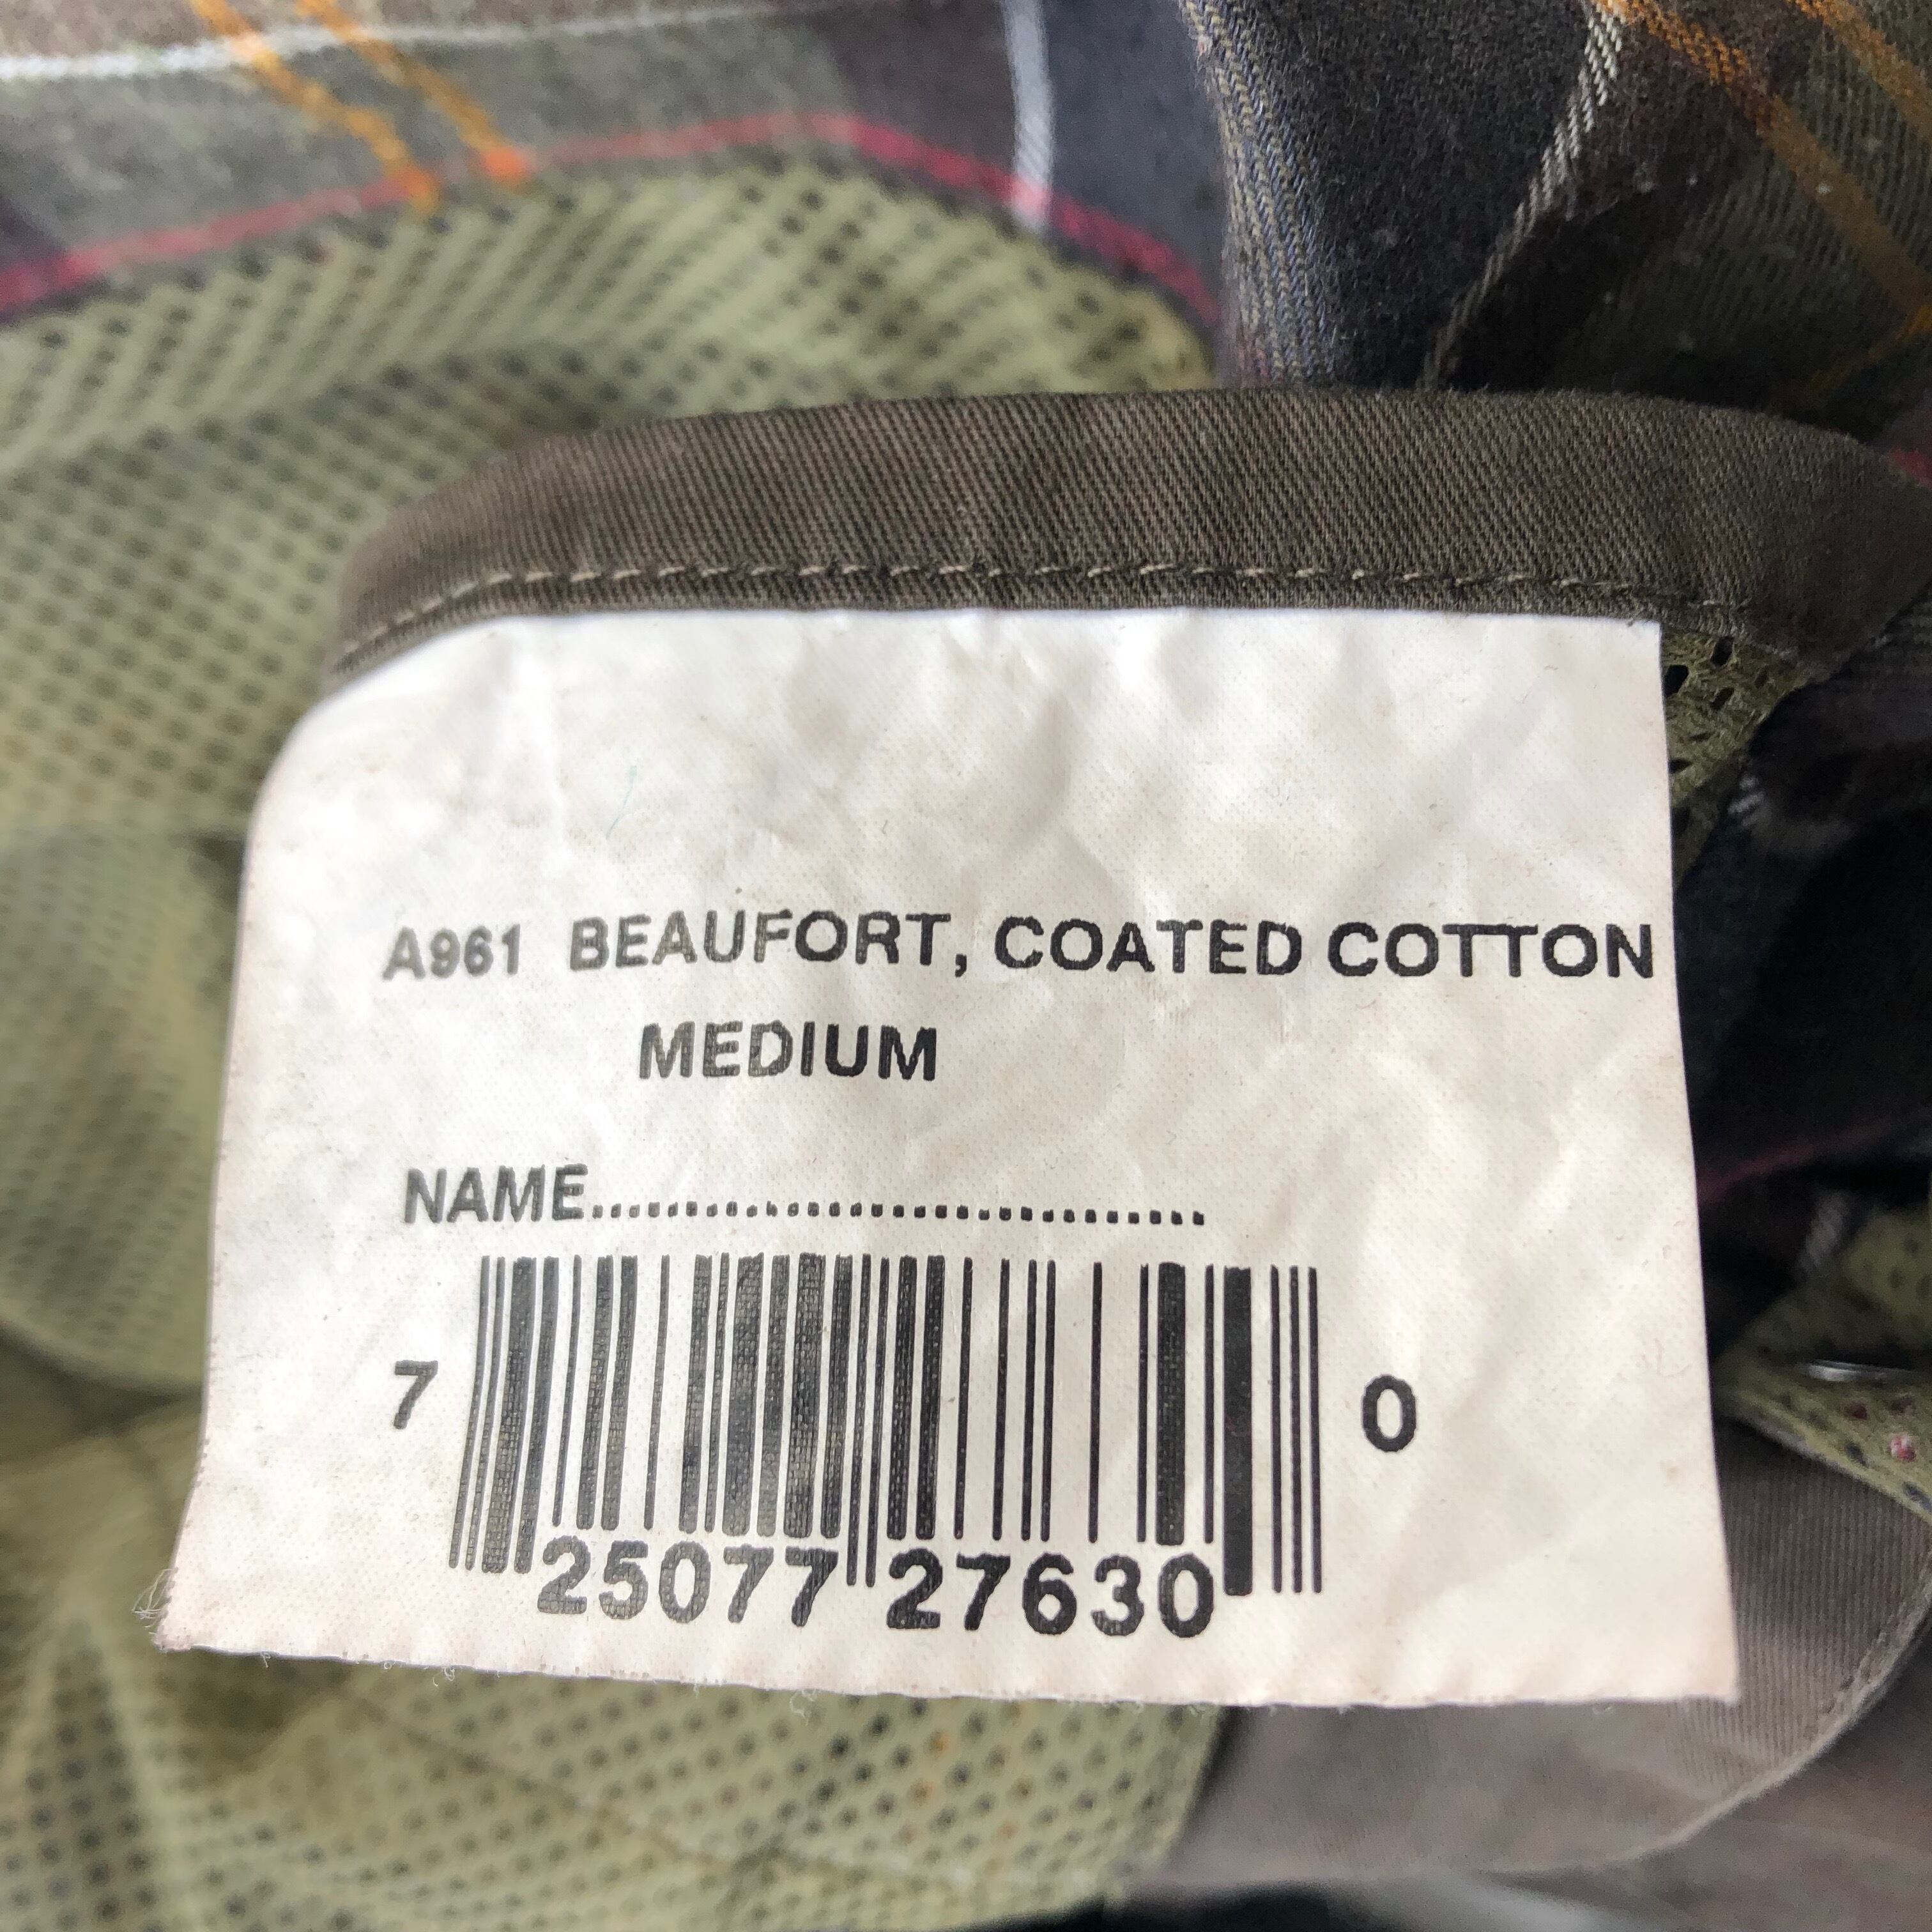 A961 BEAUFORT, COATED COTTON
MEDIUM
NAME................................
7 25077 27630 0